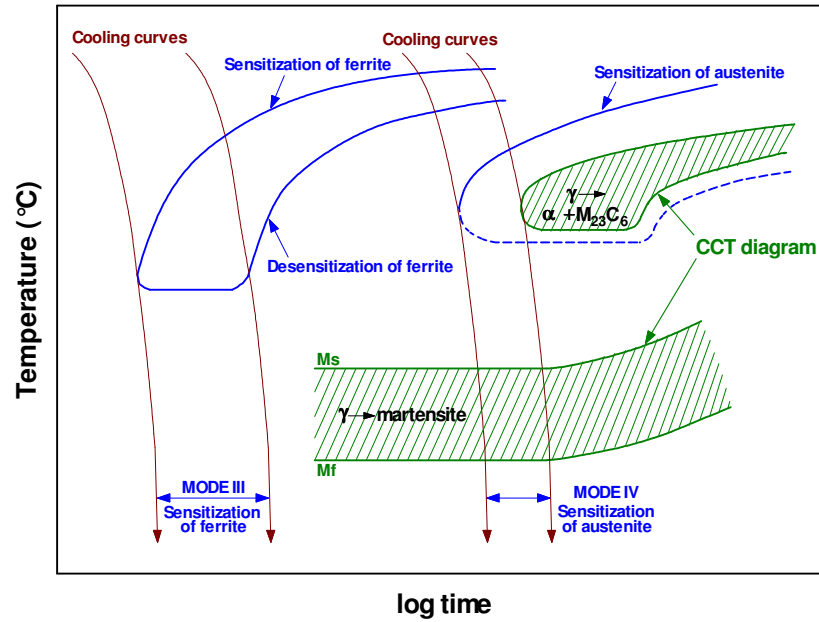 Cooling curves
Cooling curves
Sensitization of ferrite
Sensitization of austenite
γ→
α +M₂₃C₆
Desensitization of ferrite
CCT diagram
Temperature (°C)
Ms
γ→martensite
Mf
MODE III
Sensitization
of ferrite
MODE IV
Sensitization
of austenite
log time